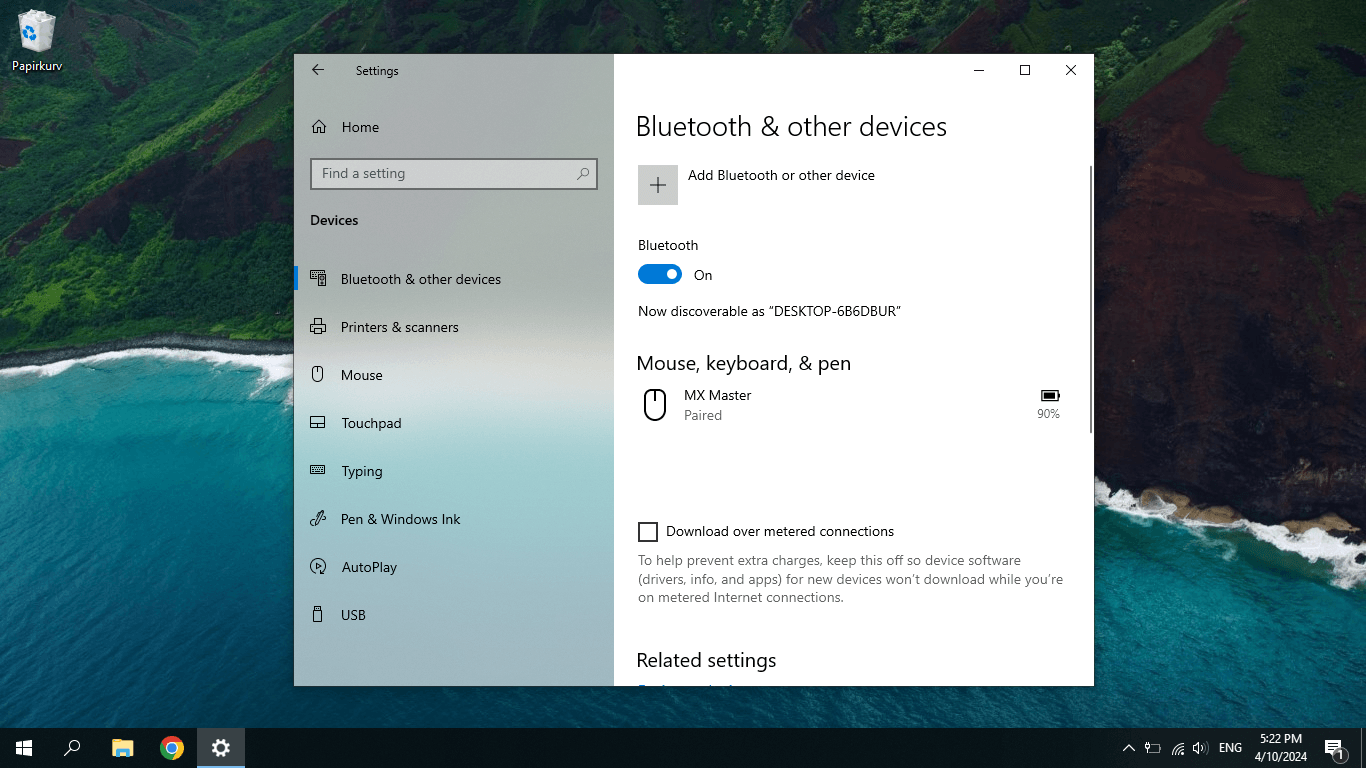 Papirkurv
Settings
Home
Find a setting
Devices
Bluetooth & other devices
Printers & scanners
Mouse
Touchpad
Typing
Pen & Windows Ink
AutoPlay
USB
Bluetooth & other devices
Add Bluetooth or other device
Bluetooth
On
Now discoverable as “DESKTOP-6B6DBUR”
Mouse, keyboard, & pen
MX Master
Paired
90%
Download over metered connections
To help prevent extra charges, keep this off so device software
(drivers, info, and apps) for new devices won’t download while you’re
on metered Internet connections.
Related settings
ENG
5:22 PM
4/10/2024
1